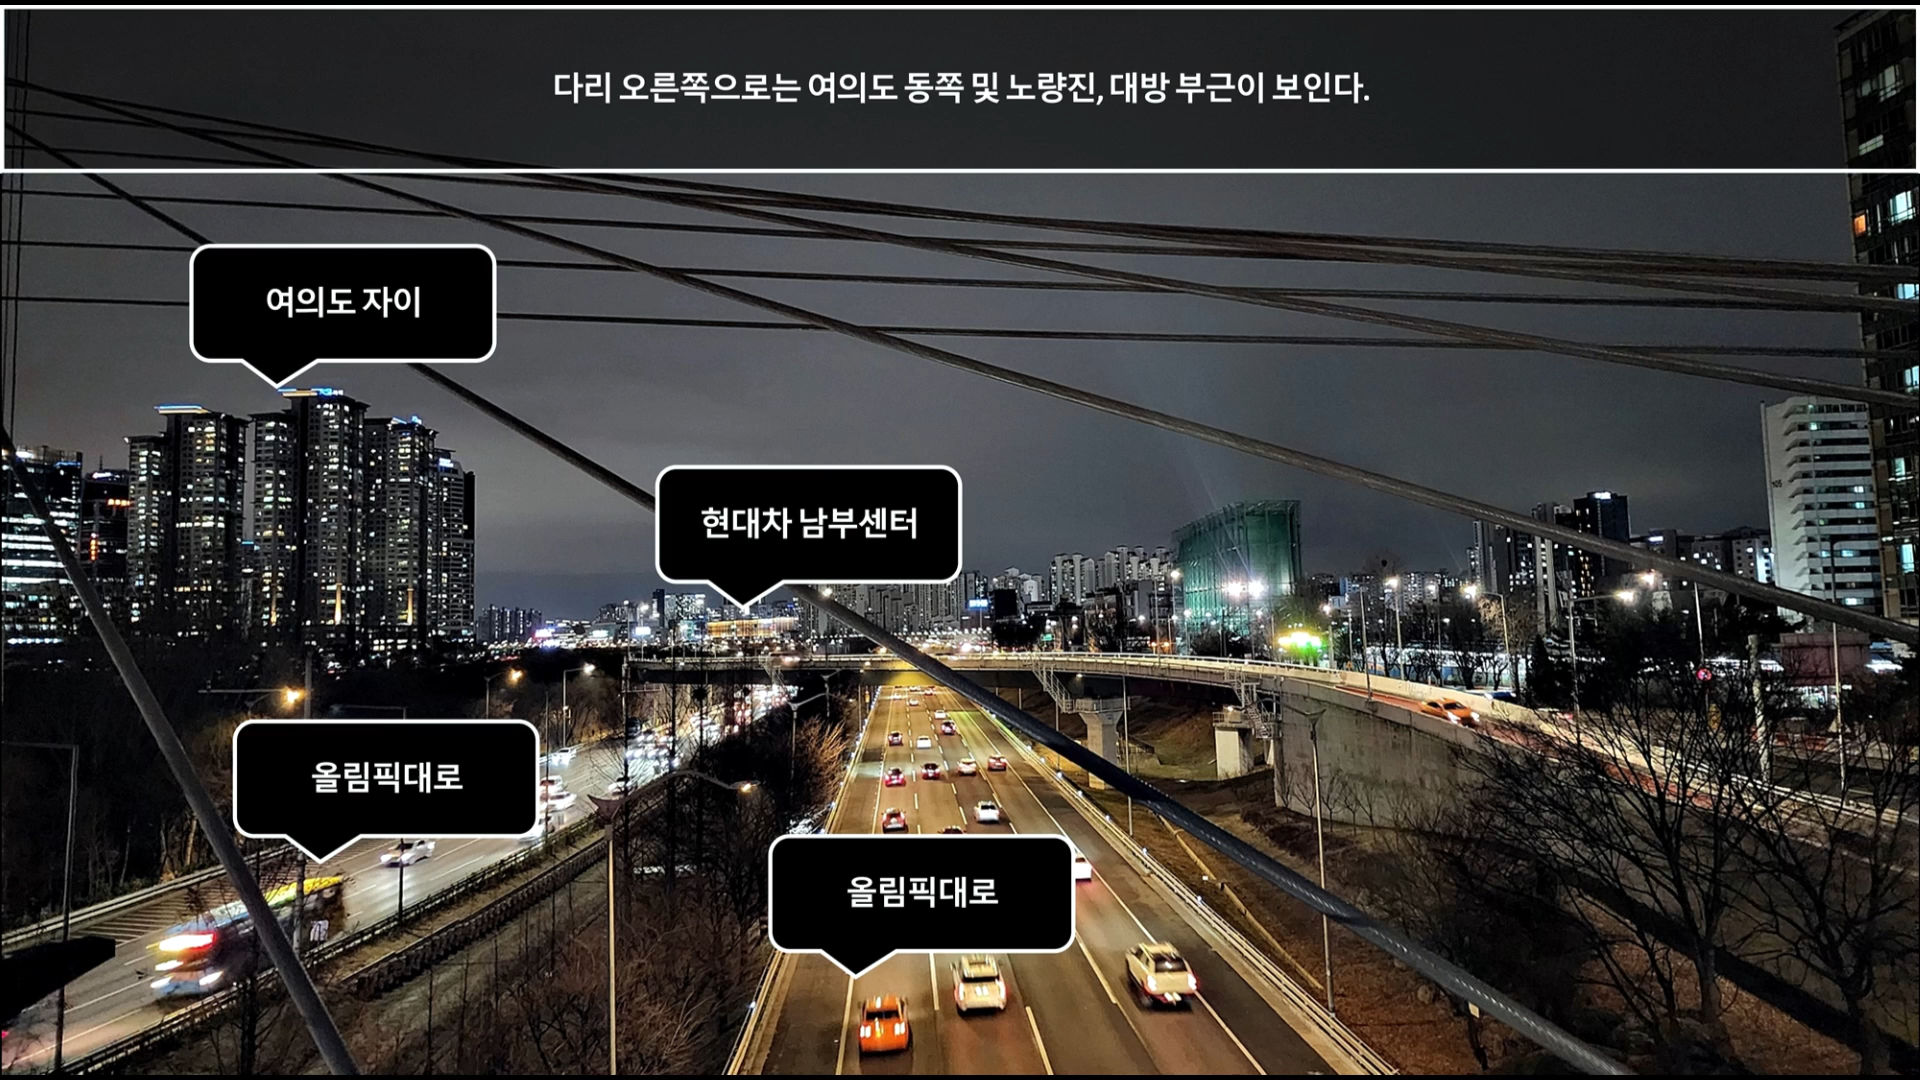 다리 오른쪽으로는 여의도 동쪽 및 노량진, 대방 부근이 보인다.
여의도 자이
현대차 남부센터
올림픽대로
올림픽대로